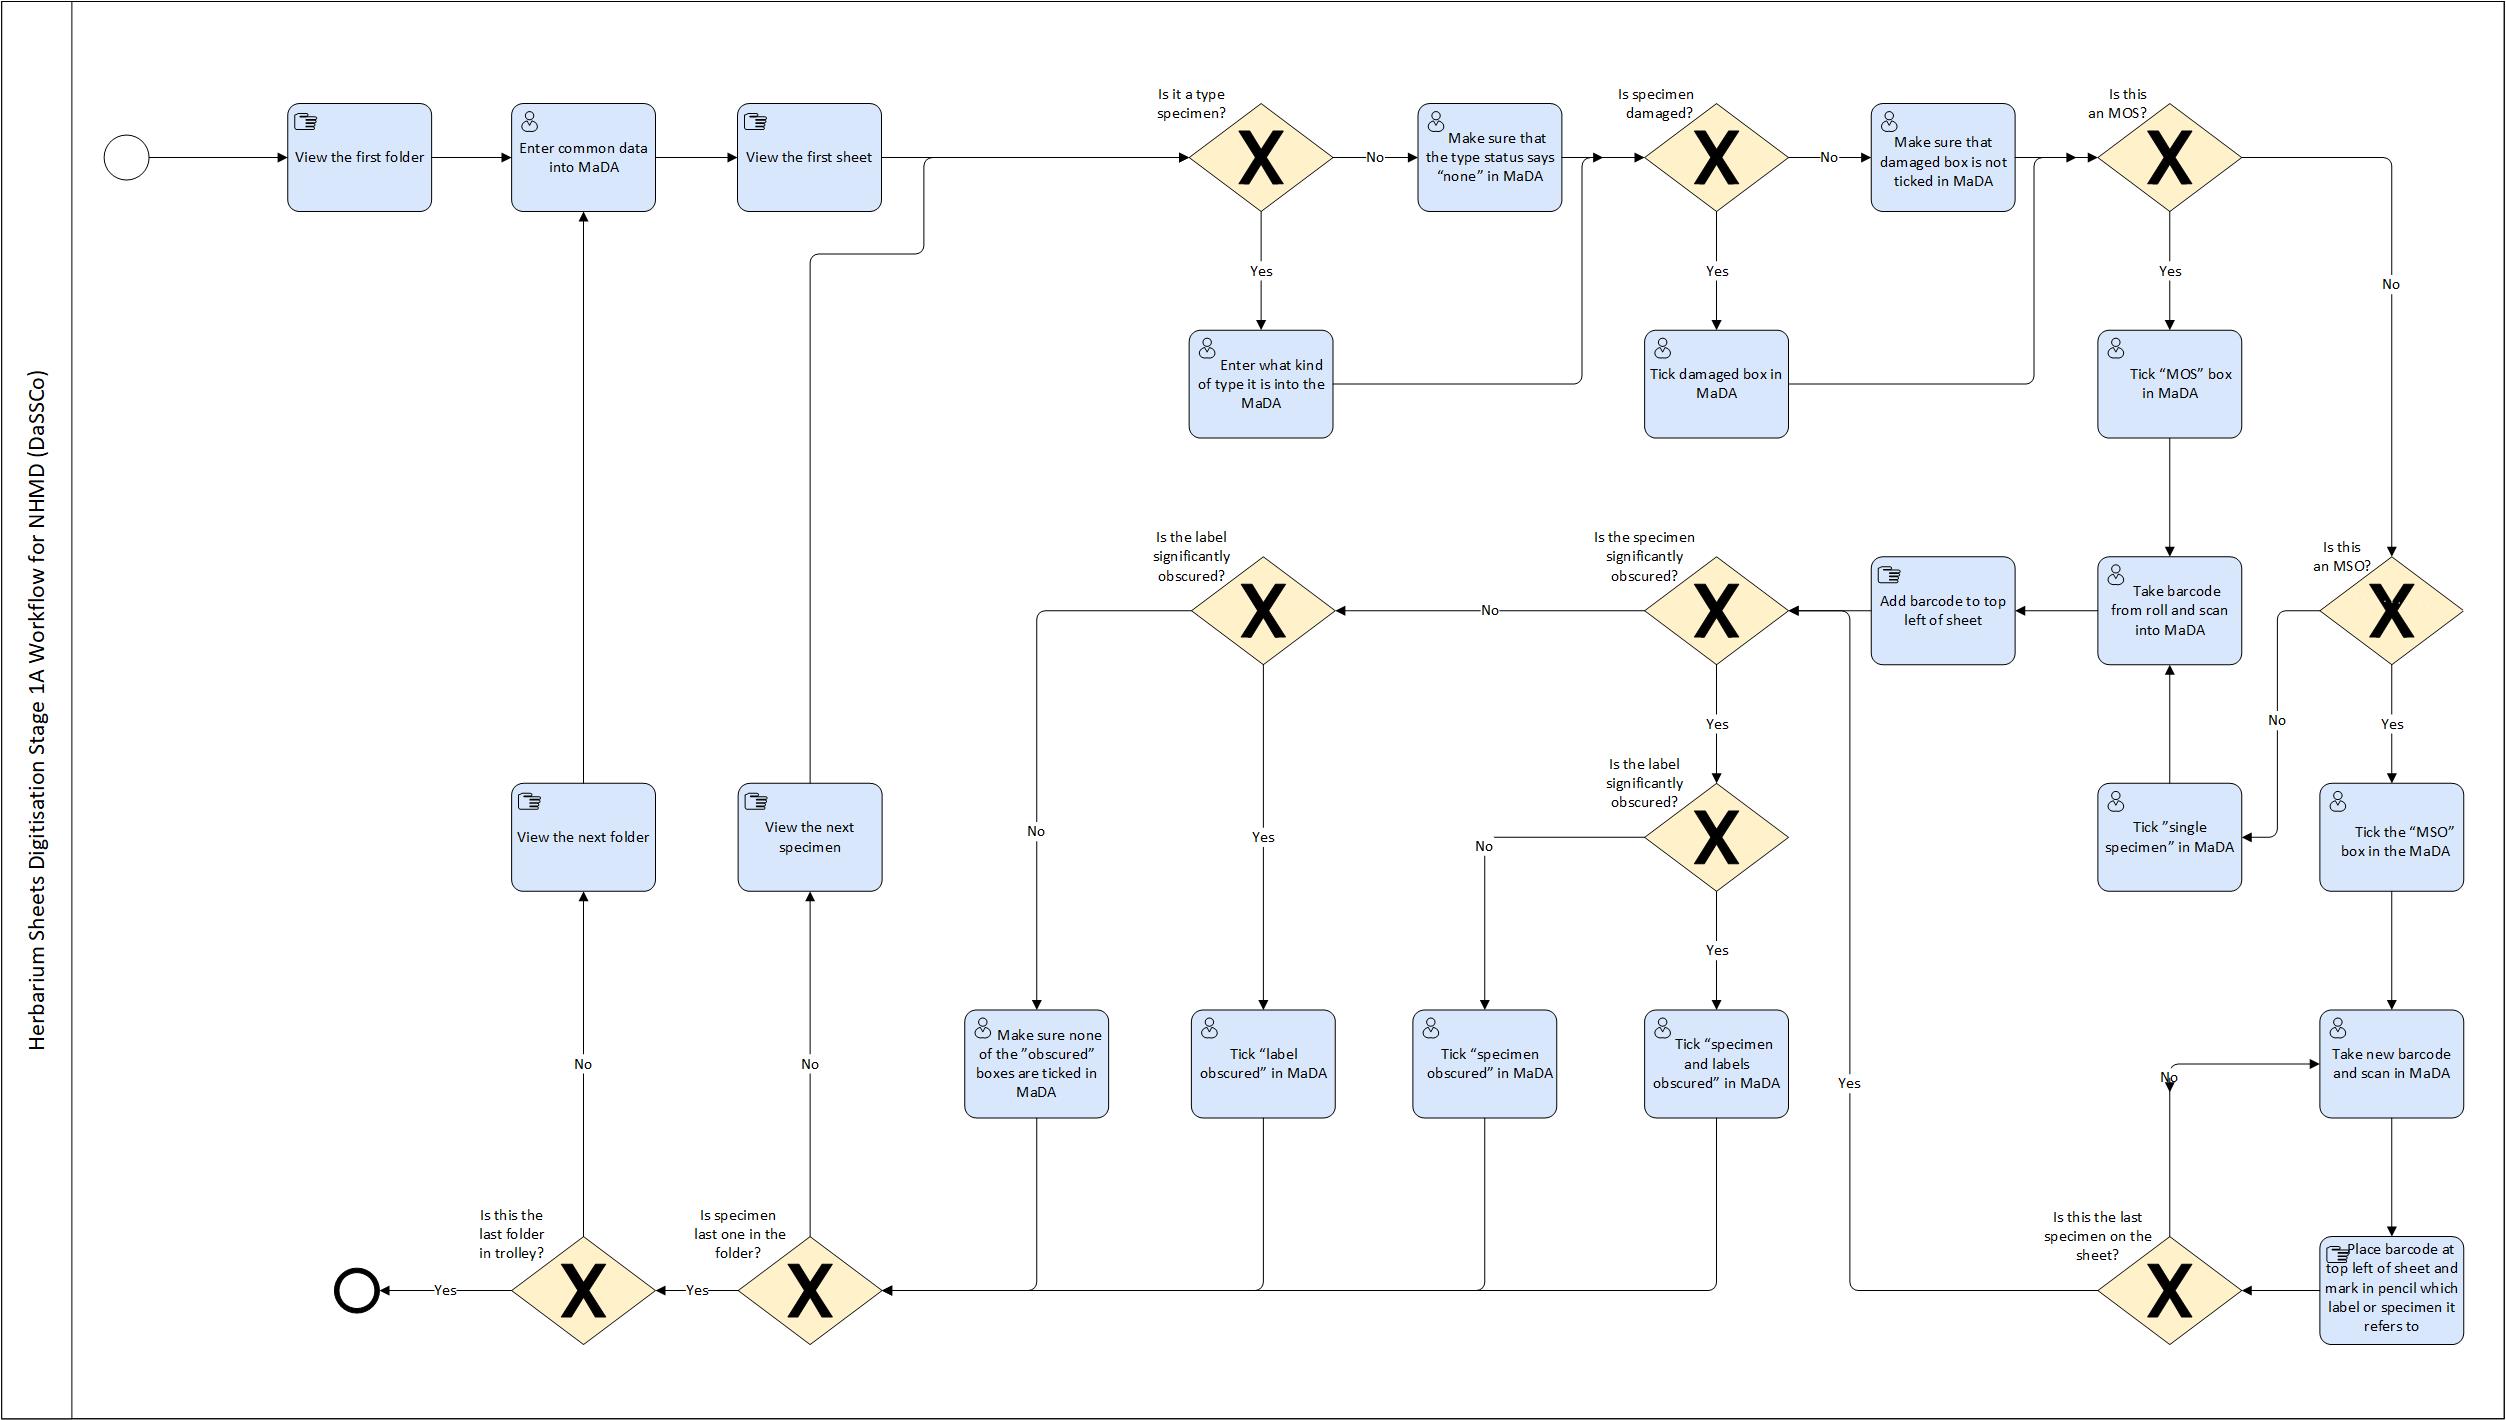 Herbarium Sheets Digitisation Stage 1A Workflow for NHMD (DaSSCo)
View the first folder
Enter common data
into MaDA
View the first sheet
Is it a type
specimen?
No
Make sure that
the type status says
“none” in MaDA
Is specimen
damaged?
No
Make sure that
damaged box is not
ticked in MaDA
Is this
an MOS?
Yes
Yes
Yes
No
Enter what kind
of type it is into the
MaDA
Tick damaged box in
MaDA
Tick “MOS” box
in MaDA
Is the label
significantly
obscured?
No
Is the specimen
significantly
obscured?
Add barcode to top
left of sheet
Take barcode
from roll and scan
into MaDA
Is this
an MSO?
Yes
No
Yes
Is the label
significantly
obscured?
View the next folder
View the next
specimen
No
Yes
No
Tick ”single
specimen” in MaDA
Tick the “MSO”
box in the MaDA
Yes
No
No
Make sure none
of the ”obscured”
boxes are ticked in
MaDA
Tick “label
obscured” in MaDA
Tick “specimen
obscured” in MaDA
Tick “specimen
and labels
obscured” in MaDA
Yes
No
Take new barcode
and scan in MaDA
Is this the
last folder
in trolley?
Is specimen
last one in the
folder?
Is this the last
specimen on the
sheet?
Yes
Yes
Place barcode at
top left of sheet and
mark in pencil which
label or specimen it
refers to